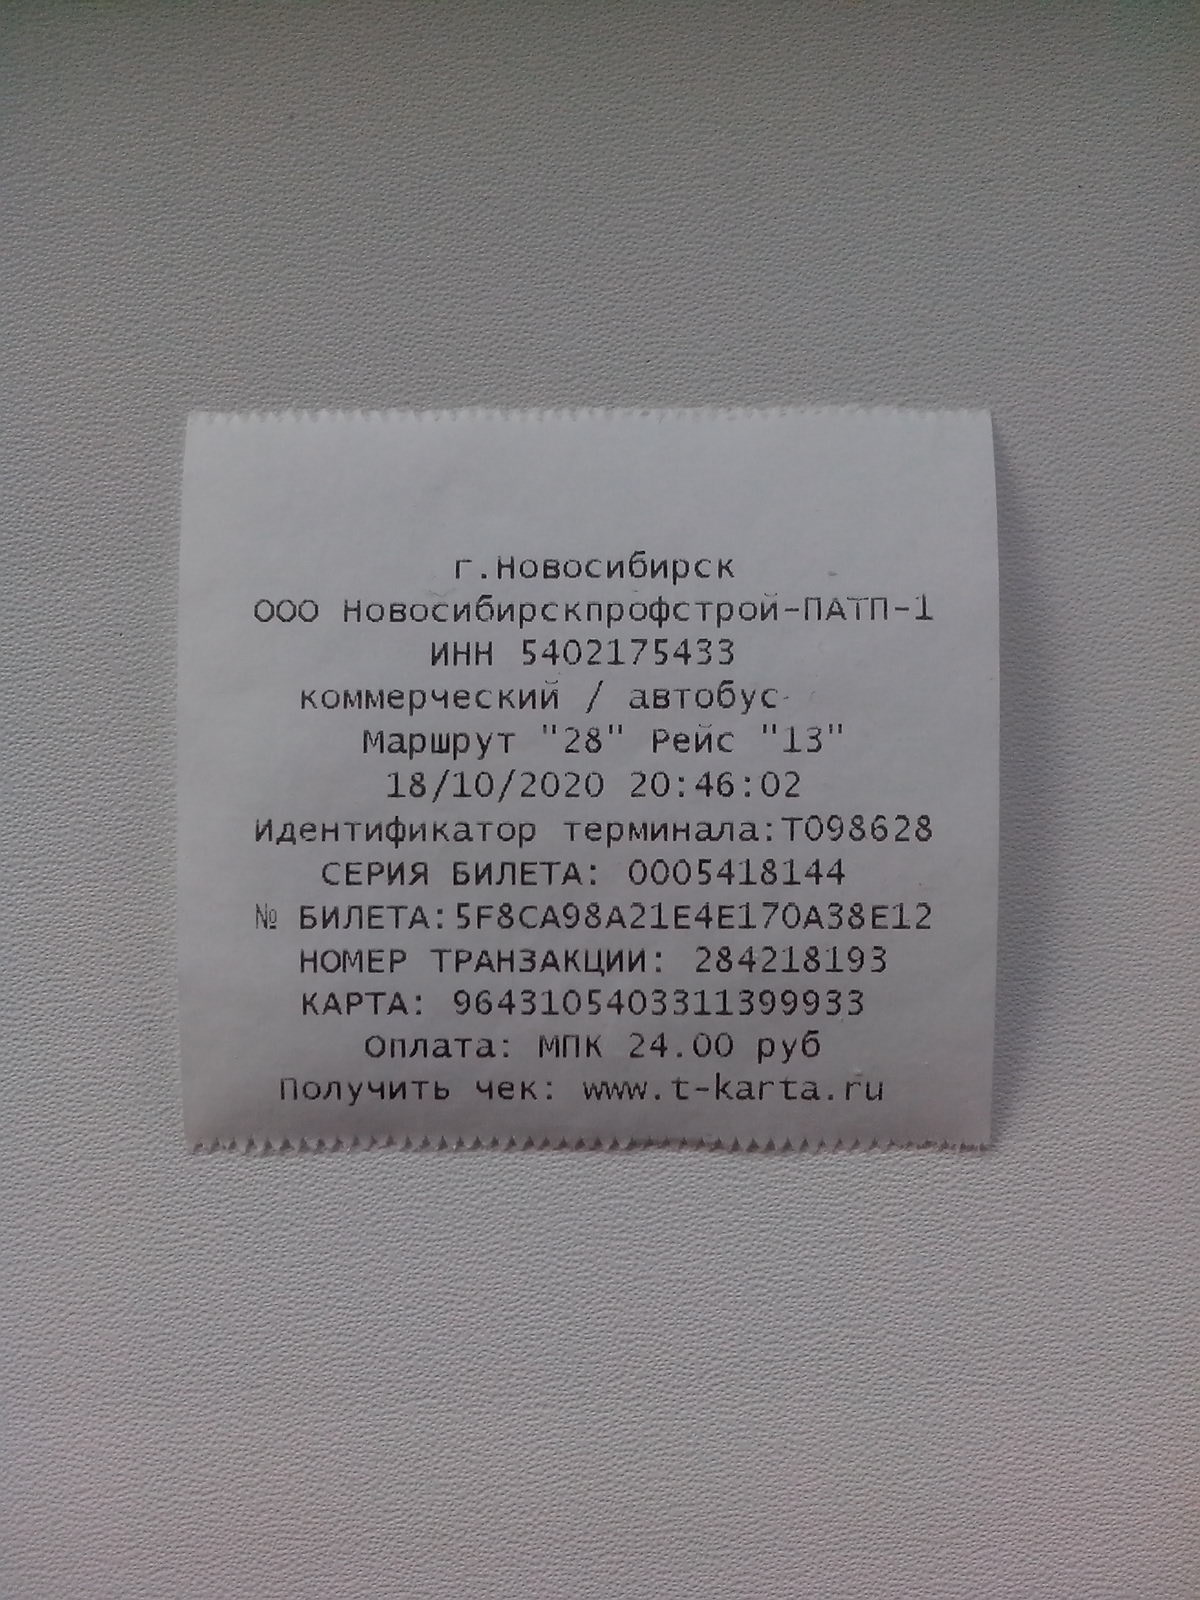 г.Новосибирск
ООО Новосибирскпрофстрой-ПАТП-1
ИНН 5402175433
коммерческий / автобус
Маршрут "28" Рейс "13"
18/10/2020 20:46:02
Идентификатор терминала:T098628
СЕРИЯ БИЛЕТА: 0005418144
№ БИЛЕТА:5F8CA98A21E4E170A38E12
НОМЕР ТРАНЗАКЦИИ: 284218193
КАРТА: 9643105403311399933
Оплата: МПК 24.00 руб
Получить чек: www.t-karta.ru